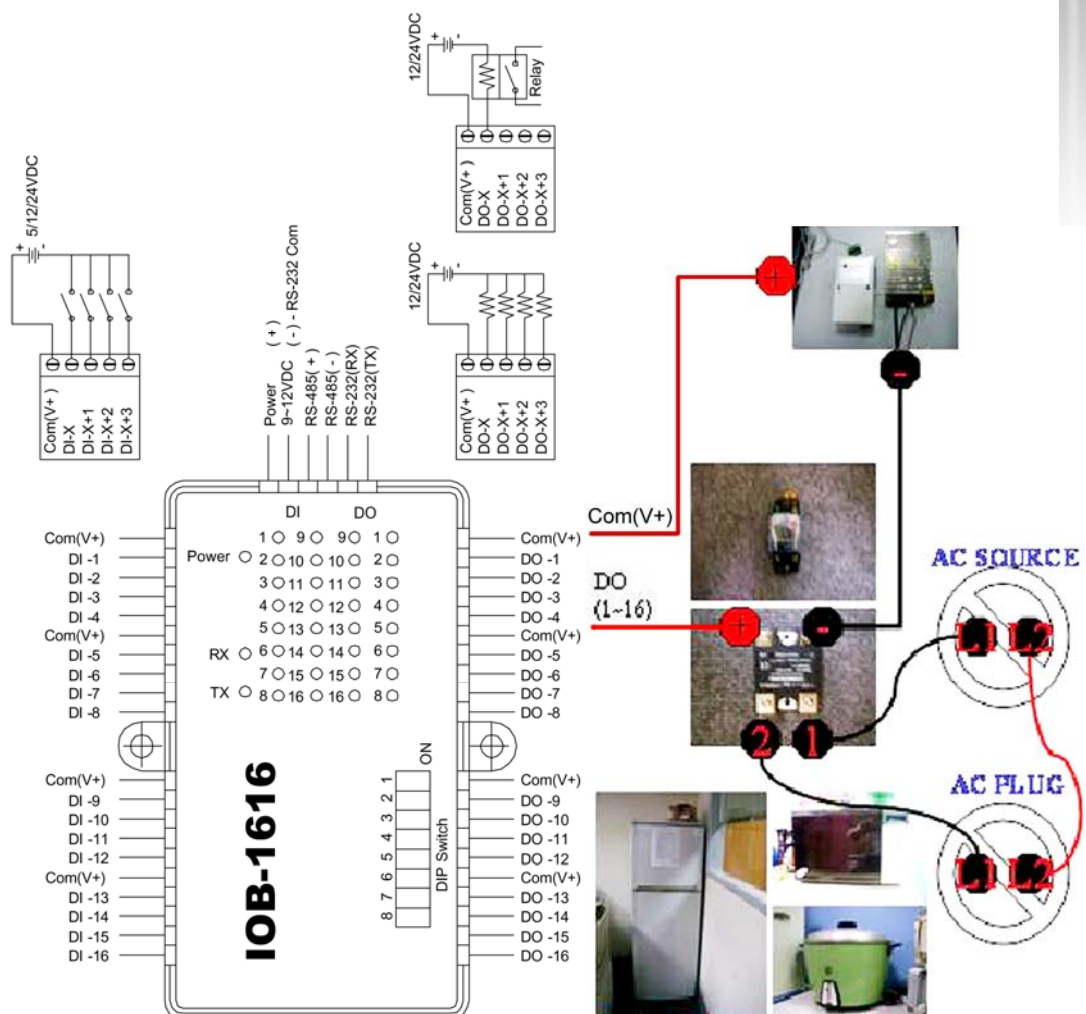 12/24VDC
+ -
Relay
Com(V+)
DO-X
DO-X+1
DO-X+2
DO-X+3
5/12/24VDC
+ -
Com(V+)
DI-X
DI-X+1
DI-X+2
DI-X+3
12/24VDC
+ -
Com(V+)
DO-X
DO-X+1
DO-X+2
DO-X+3
Power
9~12VDC
(+)
(-) - RS-232 Com
RS-485(+)
RS-485(-)
RS-232(RX)
RS-232(TX)
Com(V+)
DI -1
DI -2
DI -3
DI -4
Com(V+)
DI -5
DI -6
DI -7
DI -8
Com(V+)
DI -9
DI -10
DI -11
DI -12
Com(V+)
DI -13
DI -14
DI -15
DI -16
DI DO
1 9 9 1
Power 2 10 10 2
3 11 11 3
4 12 12 4
5 13 13 5
RX 6 14 14 6
7 15 15 7
TX 8 16 16 8
IOB-1616
ON
1
2
3
4
5
6
7
8
DIP Switch
Com(V+)
DO -1
DO -2
DO -3
DO -4
Com(V+)
DO -5
DO -6
DO -7
DO -8
Com(V+)
DO -9
DO -10
DO -11
DO -12
Com(V+)
DO -13
DO -14
DO -15
DO -16
+
-
Com(V+)
DO
(1~16)
+ -
2 1
AC SOURCE
L1 L2
AC PLUG
L1 L2